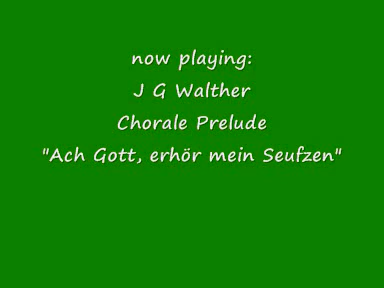 now playing:
J G Walther
Chorale Prelude
"Ach Gott, erhör mein Seufzen"